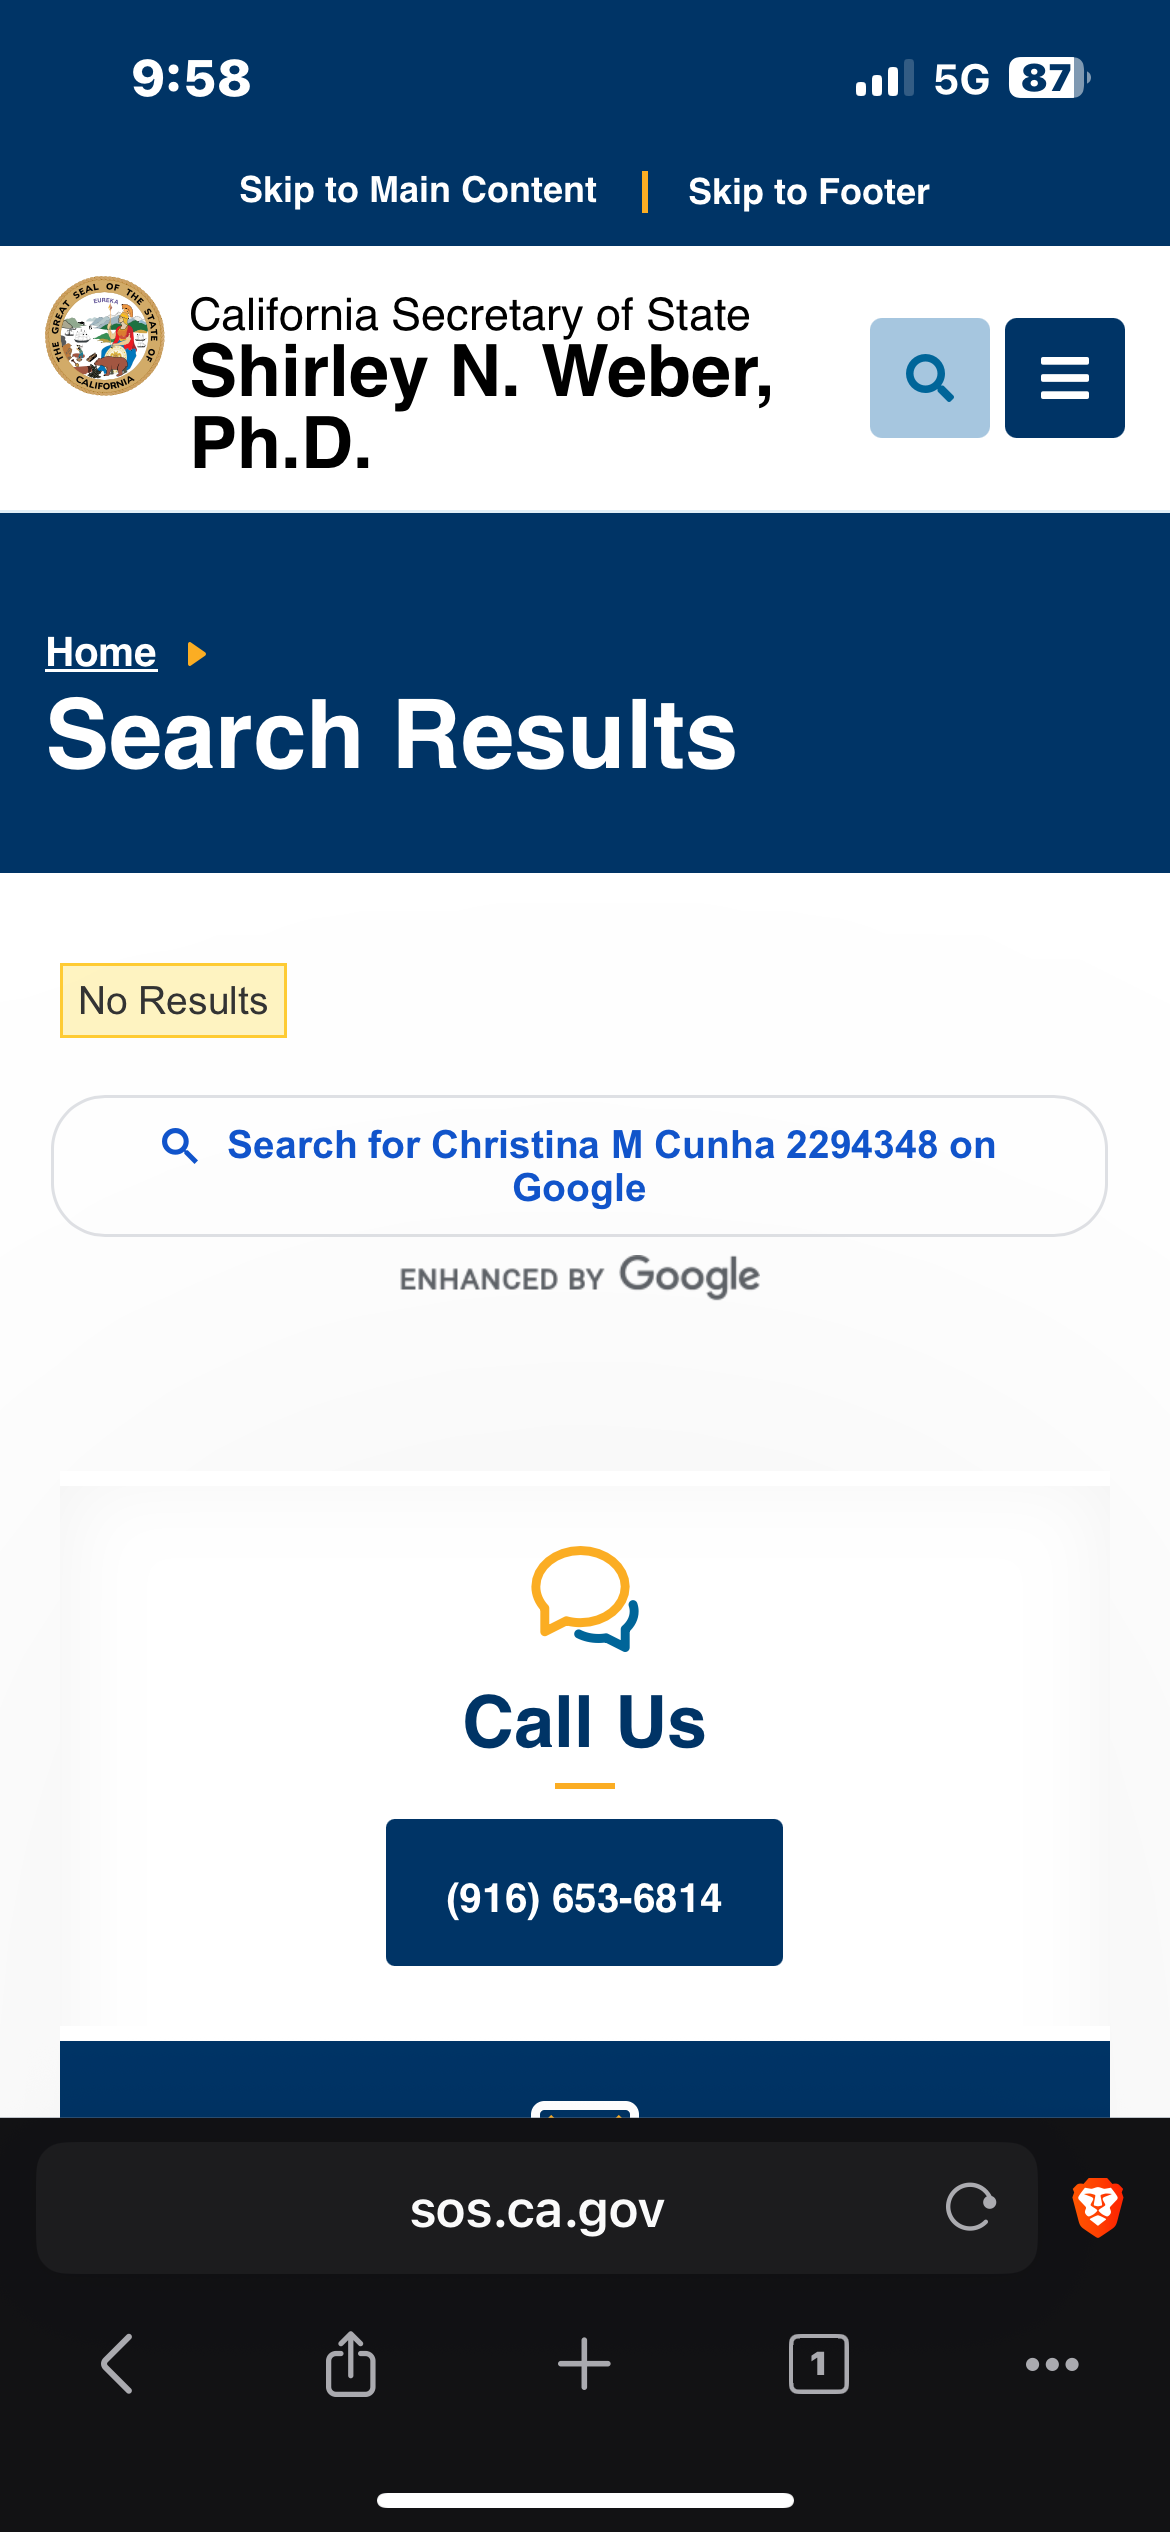 9:58
5G
87
Skip to Main Content
Skip to Footer
THE GREAT SEAL OF THE STATE OF CALIFORNIA
EUREKA
California Secretary of State
Shirley N. Weber,
Ph.D.
Home
Search Results
No Results
Search for Christina M Cunha 2294348 on
Google
ENHANCED BY Google
Call Us
(916) 653-6814
sos.ca.gov
1